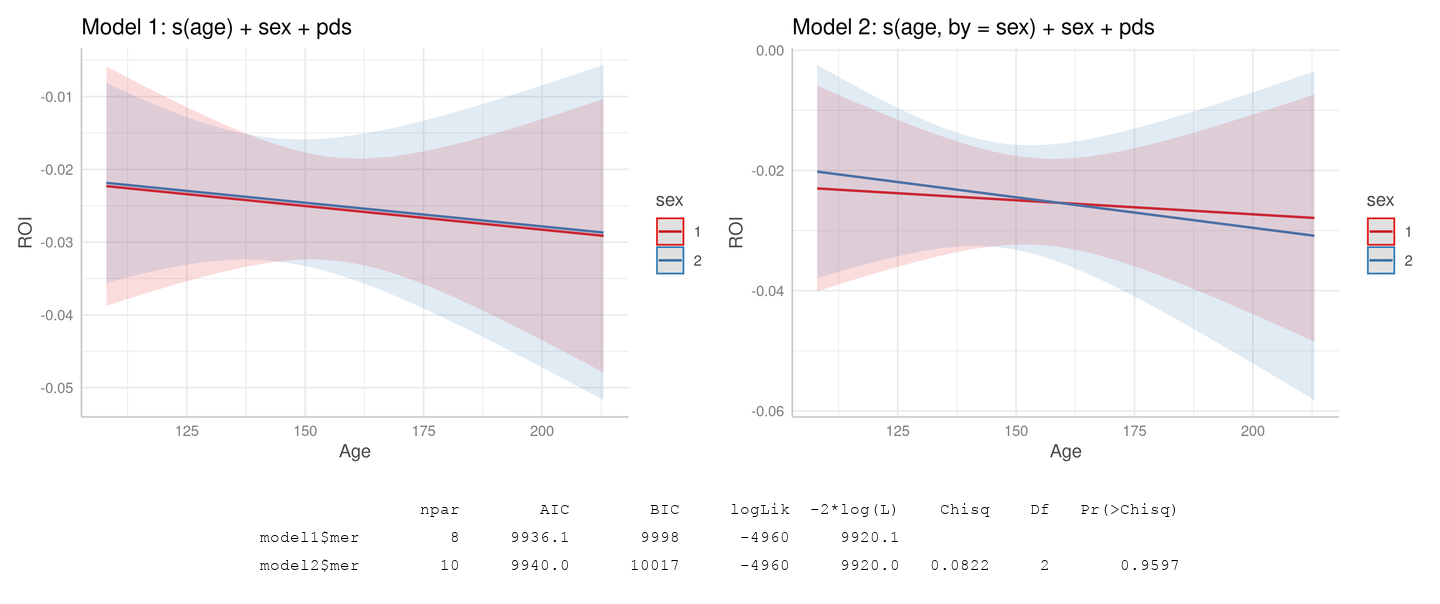 Model 1: s(age) + sex + pds
-0.01
-0.02
-0.03
-0.04
-0.05
ROI
125 150 175 200
Age
sex
1
2
Model 2: s(age, by = sex) + sex + pds
0.00
-0.02
-0.04
-0.06
ROI
125 150 175 200
Age
sex
1
2
npar AIC BIC logLik -2*log(L) Chisq Df Pr(>Chisq)
model1$mer 8 9936.1 9998 -4960 9920.1
model2$mer 10 9940.0 10017 -4960 9920.0 0.0822 2 0.9597